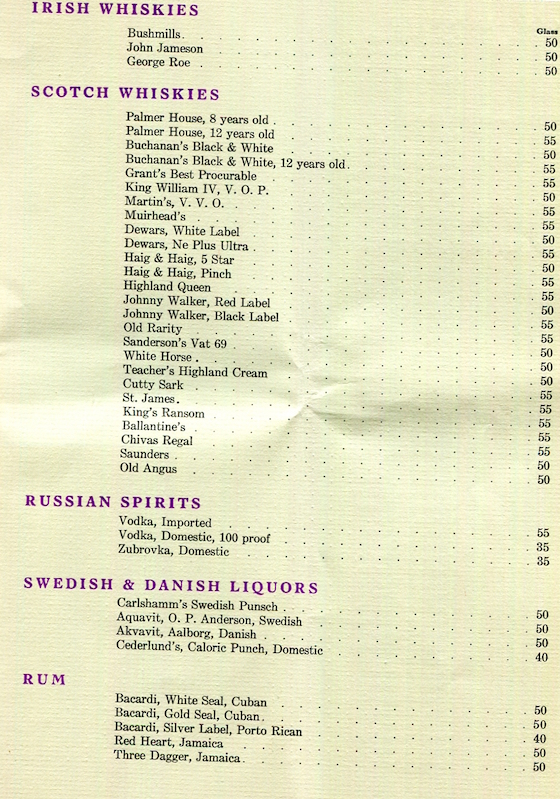 IRISH WHISKIES
Glass
Bushmills. 50
John Jameson 50
George Roe . 50
SCOTCH WHISKIES
Palmer House, 8 years old . 50
Palmer House, 12 years old 55
Buchanan's Black & White 50
Buchanan's Black & White, 12 years old. 55
Grant's Best Procurable 55
King William IV, V. O. P. 50
Martin's, V. V. O. 55
Muirhead's 55
Dewars, White Label 50
Dewars, Ne Plus Ultra 55
Haig & Haig, 5 Star 50
Haig & Haig, Pinch 55
Highland Queen 55
Johnny Walker, Red Label 50
Johnny Walker, Black Label 55
Old Rarity 55
Sanderson's Vat 69 50
White Horse . 50
Teacher's Highland Cream 50
Cutty Sark 55
St. James. 55
King's Ransom 55
Ballantine's 55
Chivas Regal 55
Saunders 50
Old Angus 50
RUSSIAN SPIRITS
Vodka, Imported 55
Vodka, Domestic, 100 proof 35
Zubrovka, Domestic 35
SWEDISH & DANISH LIQUORS
Carlshamm's Swedish Punsch 50
Aquavit, O. P. Anderson, Swedish 50
Akvavit, Aalborg, Danish 50
Cederlund's, Caloric Punch, Domestic 40
RUM
Bacardi, White Seal, Cuban 50
Bacardi, Gold Seal, Cuban. 50
Bacardi, Silver Label, Porto Rican 40
Red Heart, Jamaica 50
Three Dagger, Jamaica. 50